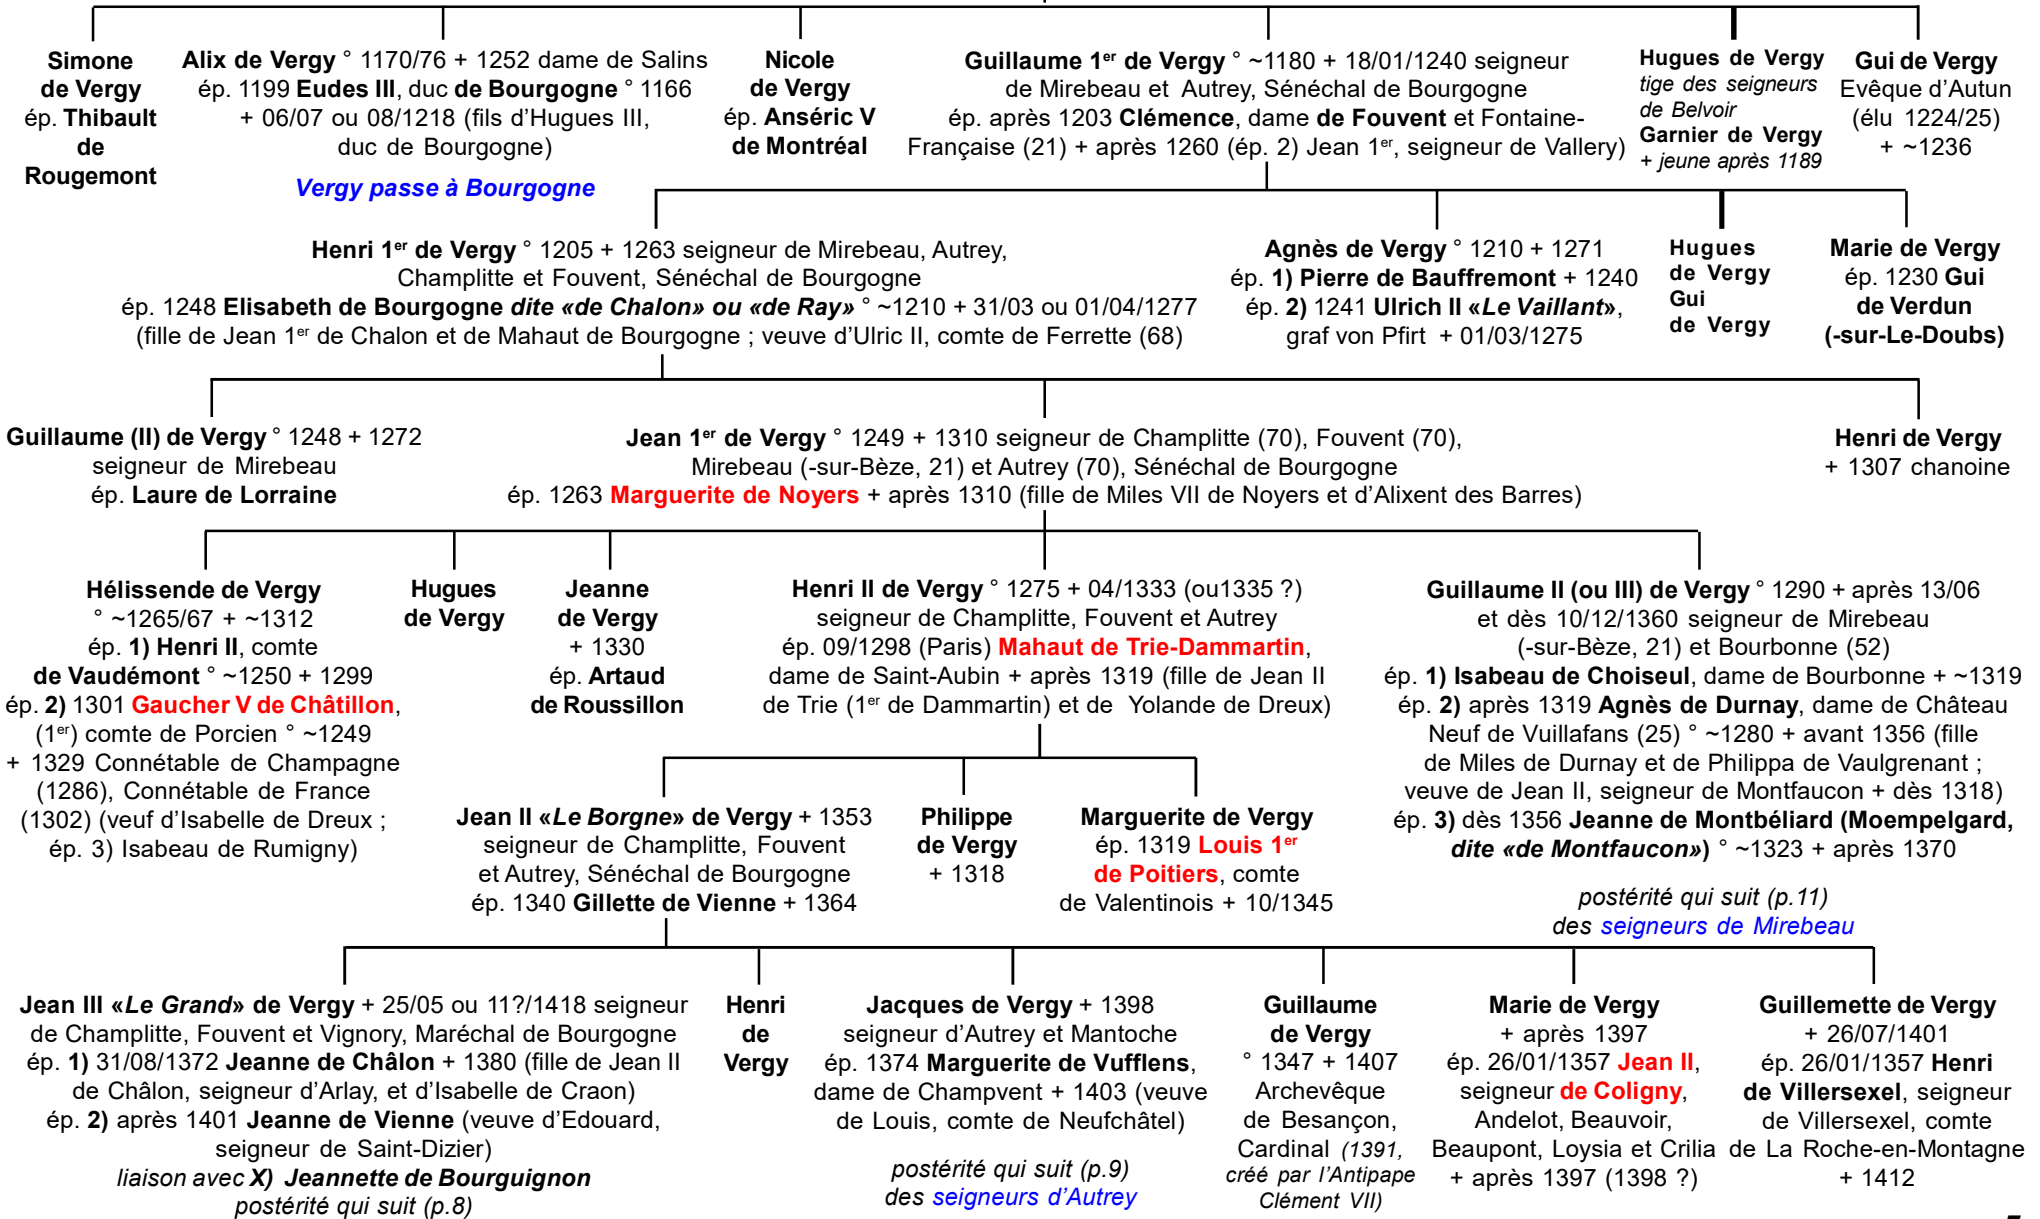 Simone
de Vergy
ép. Thibault
de
Rougemont
Alix de Vergy ° 1170/76 + 1252 dame de Salins
ép. 1199 Eudes III, duc de Bourgogne ° 1166
+ 06/07 ou 08/1218 (fils d'Hugues III,
duc de Bourgogne)
Vergy passe à Bourgogne
Nicole
de Vergy
ép. Anséric V
de Montréal
Guillaume 1er de Vergy ° ~1180 + 18/01/1240 seigneur
de Mirebeau et Autrey, Sénéchal de Bourgogne
ép. après 1203 Clémence, dame de Fouvent et Fontaine-
Française (21) + après 1260 (ép. 2) Jean 1er, seigneur de Vallery)
Hugues de Vergy
tige des seigneurs
de Belvoir
Garnier de Vergy
+ jeune après 1189
Gui de Vergy
Evêque d'Autun
(élu 1224/25)
+ ~1236
Henri 1er de Vergy ° 1205 + 1263 seigneur de Mirebeau, Autrey,
Champlitte et Fouvent, Sénéchal de Bourgogne
ép. 1248 Elisabeth de Bourgogne dite «de Chalon» ou «de Ray» ° ~1210 + 31/03 ou 01/04/1277
(fille de Jean 1er de Chalon et de Mahaut de Bourgogne ; veuve d'Ulric II, comte de Ferrette (68)
Agnès de Vergy ° 1210 + 1271
ép. 1) Pierre de Bauffremont + 1240
ép. 2) 1241 Ulrich II «Le Vaillant»,
graf von Pfirt + 01/03/1275
Hugues
de Vergy
Gui
de Vergy
Marie de Vergy
ép. 1230 Gui
de Verdun
(-sur-Le-Doubs)
Guillaume (II) de Vergy ° 1248 + 1272
seigneur de Mirebeau
ép. Laure de Lorraine
Jean 1er de Vergy ° 1249 + 1310 seigneur de Champlitte (70), Fouvent (70),
Mirebeau (-sur-Bèze, 21) et Autrey (70), Sénéchal de Bourgogne
ép. 1263 Marguerite de Noyers + après 1310 (fille de Miles VII de Noyers et d'Alixent des Barres)
Henri de Vergy
+ 1307 chanoine
Hélissende de Vergy
° ~1265/67 + ~1312
ép. 1) Henri II, comte
de Vaudémont ° ~1250 + 1299
ép. 2) 1301 Gaucher V de Châtillon,
(1er) comte de Porcien ° ~1249
+ 1329 Connétable de Champagne
(1286), Connétable de France
(1302) (veuf d'Isabelle de Dreux ;
ép. 3) Isabeau de Rumigny)
Hugues
de Vergy
Jeanne
de Vergy
+ 1330
ép. Artaud
de Roussillon
Henri II de Vergy ° 1275 + 04/1333 (ou1335 ?)
seigneur de Champlitte, Fouvent et Autrey
ép. 09/1298 (Paris) Mahaut de Trie-Dammartin,
dame de Saint-Aubin + après 1319 (fille de Jean II
de Trie (1er de Dammartin) et de Yolande de Dreux)
Guillaume II (ou III) de Vergy ° 1290 + après 13/06
et dès 10/12/1360 seigneur de Mirebeau
(-sur-Bèze, 21) et Bourbonne (52)
ép. 1) Isabeau de Choiseul, dame de Bourbonne + ~1319
ép. 2) après 1319 Agnès de Durnay, dame de Château
Neuf de Vuillafans (25) ° ~1280 + avant 1356 (fille
de Miles de Durnay et de Philippa de Vaulgrenant ;
veuve de Jean II, seigneur de Montfaucon + dès 1318)
ép. 3) dès 1356 Jeanne de Montbéliard (Moempelgard,
dite «de Montfaucon») ° ~1323 + après 1370
postérité qui suit (p.11)
des seigneurs de Mirebeau
Jean II «Le Borgne» de Vergy + 1353
seigneur de Champlitte, Fouvent
et Autrey, Sénéchal de Bourgogne
ép. 1340 Gillette de Vienne + 1364
Philippe
de Vergy
+ 1318
Marguerite de Vergy
ép. 1319 Louis 1er
de Poitiers, comte
de Valentinois + 10/1345
Jean III «Le Grand» de Vergy + 25/05 ou 11?/1418 seigneur
de Champlitte, Fouvent et Vignory, Maréchal de Bourgogne
ép. 1) 31/08/1372 Jeanne de Châlon + 1380 (fille de Jean II
de Châlon, seigneur d'Arlay, et d'Isabelle de Craon)
ép. 2) après 1401 Jeanne de Vienne (veuve d'Edouard,
seigneur de Saint-Dizier)
liaison avec X) Jeannette de Bourguignon
postérité qui suit (p.8)
Henri
de
Vergy
Jacques de Vergy + 1398
seigneur d'Autrey et Mantoche
ép. 1374 Marguerite de Vufflens,
dame de Champvent + 1403 (veuve
de Louis, comte de Neufchâtel)
postérité qui suit (p.9)
des seigneurs d'Autrey
Guillaume
de Vergy
° 1347 + 1407
Archevêque
de Besançon,
Cardinal (1391,
créé par l'Antipape
Clément VII)
Marie de Vergy
+ après 1397
ép. 26/01/1357 Jean II,
seigneur de Coligny,
Andelot, Beauvoir,
Beaupont, Loysia et Crilia
+ après 1397 (1398 ?)
Guillemette de Vergy
+ 26/07/1401
ép. 26/01/1357 Henri
de Villersexel, seigneur
de Villersexel, comte
de La Roche-en-Montagne
+ 1412